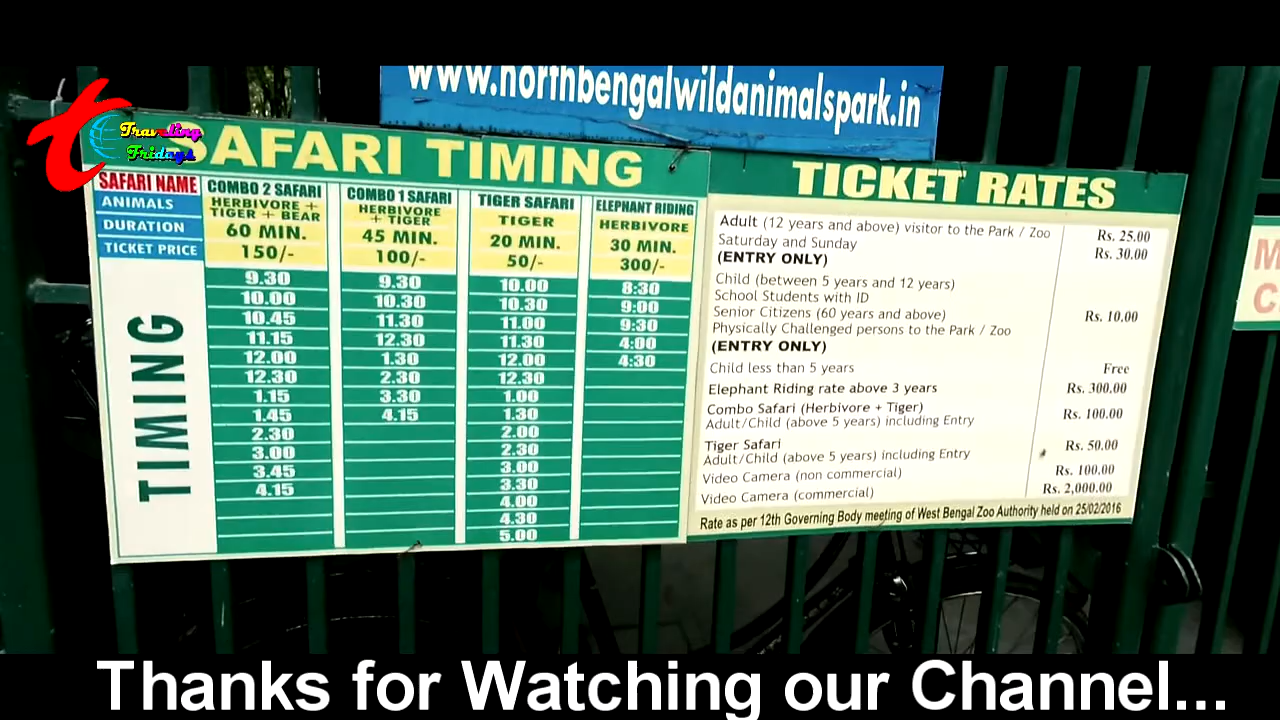 www.northbengalwildanimalspark.in
Traveling
Fridays
SAFARI TIMING
SAFARI NAME
ANIMALS
DURATION
TICKET PRICE
TIMING
COMBO 2 SAFARI
HERBIVORE +
TIGER + BEAR
60 MIN.
150/-
9.30
10.00
10.45
11.15
12.00
12.30
1.15
1.45
2.30
3.00
3.45
4.15
COMBO 1 SAFARI
HERBIVORE
+ TIGER
45 MIN.
100/-
9.30
10.30
11.30
12.30
1.30
2.30
3.30
4.15
TIGER SAFARI
TIGER
20 MIN.
50/-
10.00
10.30
11.00
11.30
12.00
12.30
1.00
1.30
2.00
2.30
3.00
3.30
4.00
4.30
5.00
ELEPHANT RIDING
HERBIVORE
30 MIN.
300/-
8:30
9:00
9:30
4:00
4:30
TICKET RATES
Adult (12 years and above) visitor to the Park / Zoo Rs. 25.00
Saturday and Sunday Rs. 30.00
(ENTRY ONLY)
Child (between 5 years and 12 years)
School Students with ID
Senior Citizens (60 years and above) Rs. 10.00
Physically Challenged persons to the Park / Zoo
(ENTRY ONLY)
Child less than 5 years Free
Elephant Riding rate above 3 years Rs. 300.00
Combo Safari (Herbivore + Tiger) Rs. 100.00
Adult/Child (above 5 years) including Entry
Tiger Safari Rs. 50.00
Adult/Child (above 5 years) including Entry
Video Camera (non commercial) Rs. 100.00
Video Camera (commercial) Rs. 2,000.00
Rate as per 12th Governing Body meeting of West Bengal Zoo Authority held on 25/02/2016
M
C
Thanks for Watching our Channel...